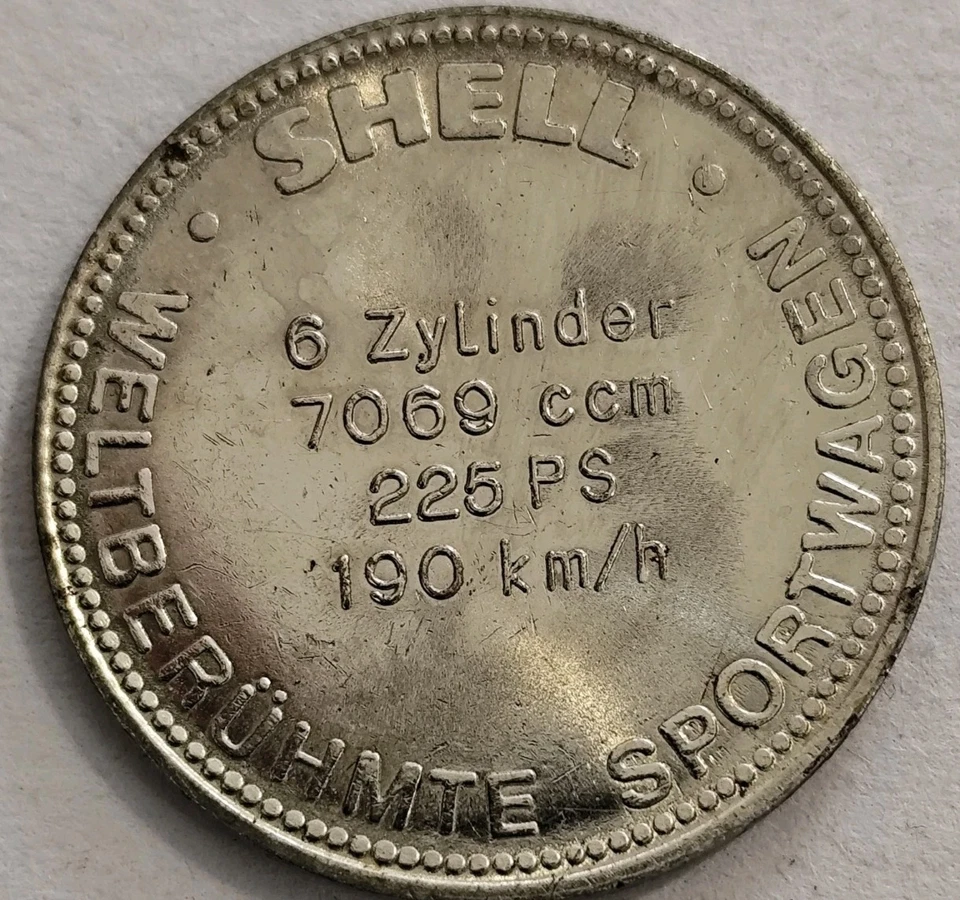 SHELL
6 Zylinder
7069 ccm
225 PS
190 km/h
WELTBERÜHMTE SPORTWAGEN